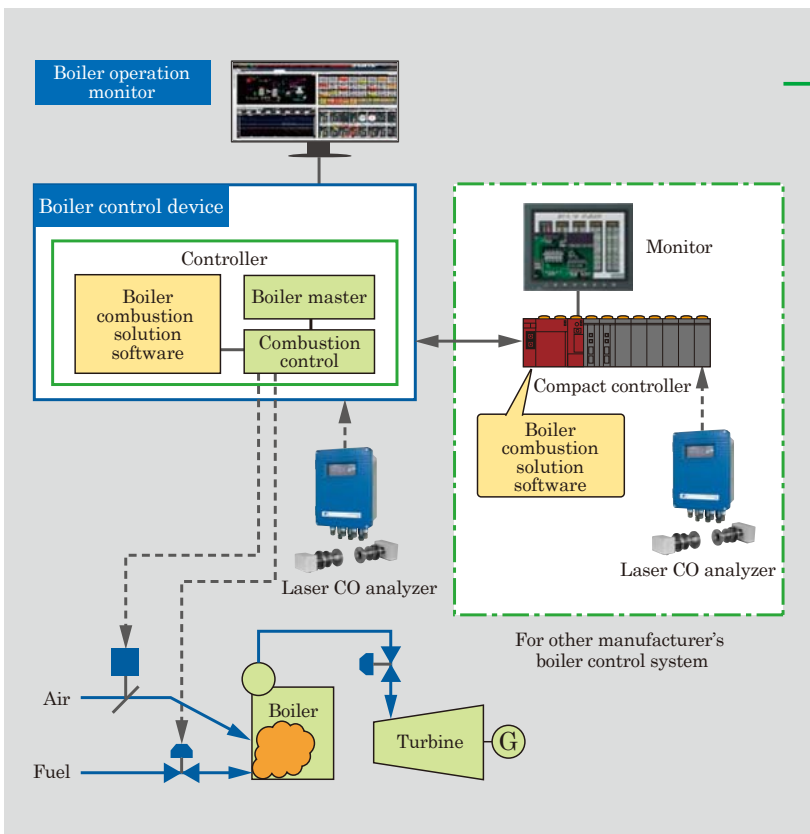 Boiler operation
monitor
Boiler control device
Controller
Boiler
combustion
solution
software
Boiler master
Combustion
control
Monitor
Compact controller
Boiler
combustion
solution
software
Laser CO analyzer
Laser CO analyzer
For other manufacturer's
boiler control system
Air
Boiler
Turbine
G
Fuel